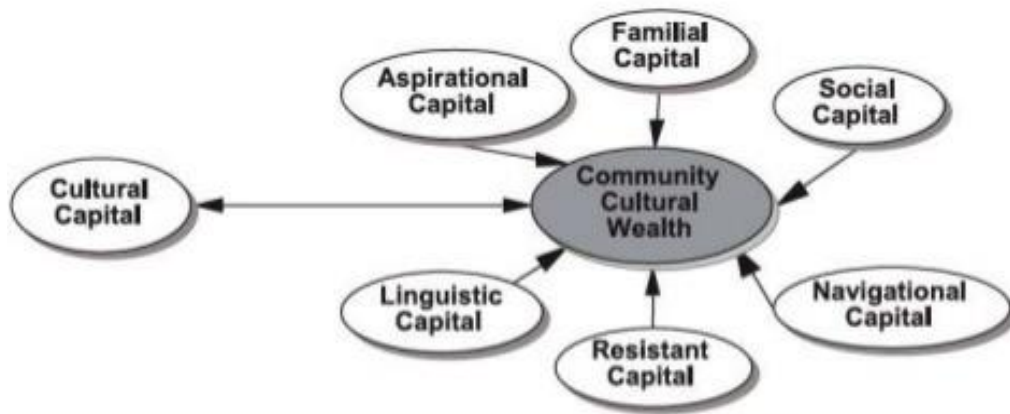 Familial
Capital
Aspirational
Capital
Social
Capital
Cultural
Capital
Community
Cultural
Wealth
Linguistic
Capital
Navigational
Capital
Resistant
Capital